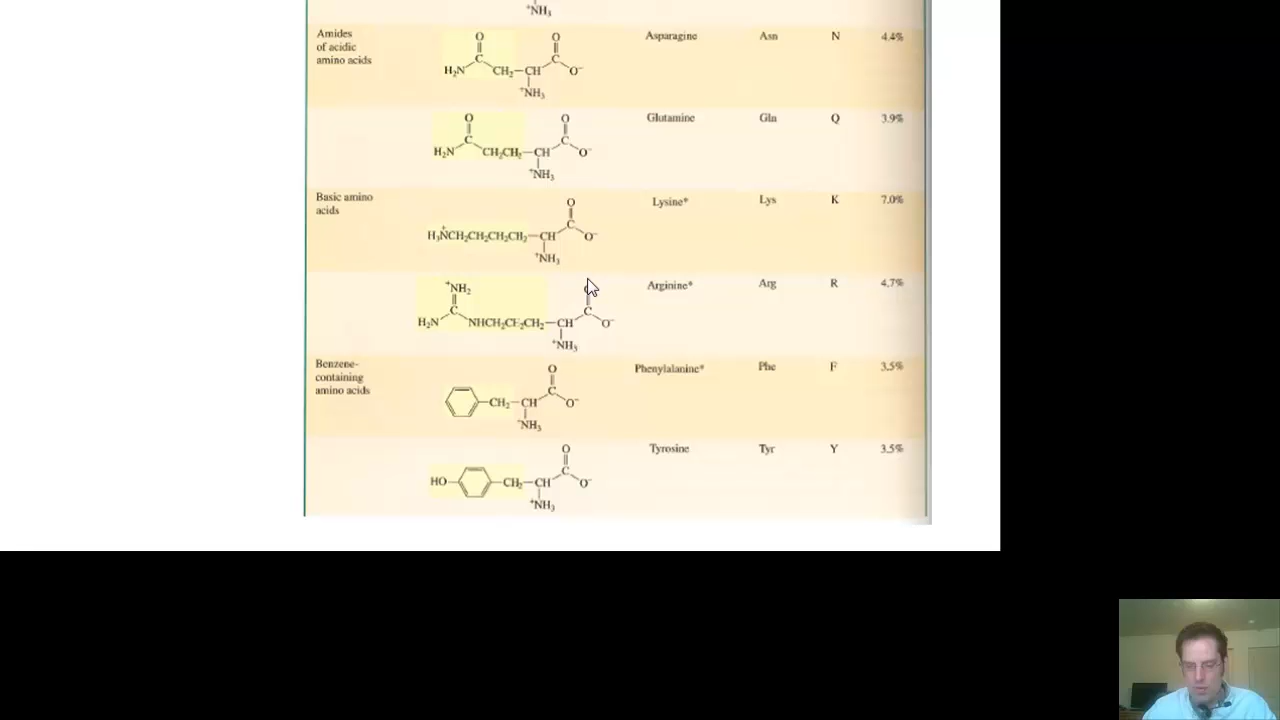 ⁺NH₃
Amides of acidic amino acids
O O
C C
H₂N CH₂—CH O⁻
⁺NH₃
Asparagine Asn N 4.4%
O O
C C
H₂N CH₂CH₂—CH O⁻
⁺NH₃
Glutamine Gln Q 3.9%
Basic amino acids
O
C
H₃N⁺CH₂CH₂CH₂CH₂—CH O⁻
⁺NH₃
Lysine* Lys K 7.0%
⁺NH₂
C C
H₂N NHCH₂CH₂CH₂—CH O⁻
⁺NH₃
Arginine* Arg R 4.7%
Benzene-containing amino acids
O
C
CH₂—CH O⁻
⁺NH₃
Phenylalanine* Phe F 3.5%
O
C
HO CH₂—CH O⁻
⁺NH₃
Tyrosine Tyr Y 3.5%